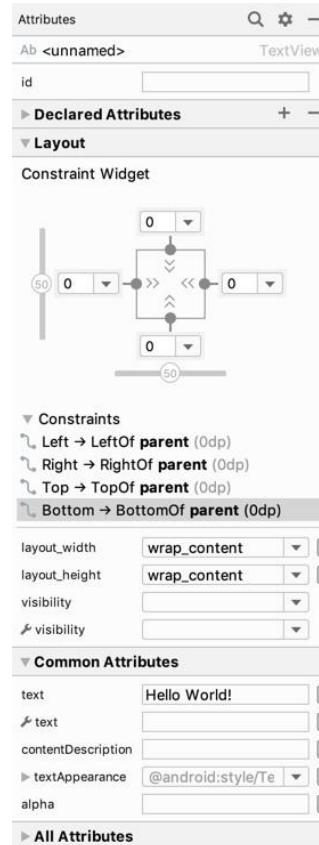 Attributes
Ab <unnamed> TextView
id
Declared Attributes
Layout
Constraint Widget
0
50 0 0
0
50
Constraints
Left → LeftOf parent (0dp)
Right → RightOf parent (0dp)
Top → TopOf parent (0dp)
Bottom → BottomOf parent (0dp)
layout_width wrap_content
layout_height wrap_content
visibility
visibility
Common Attributes
text Hello World!
text
contentDescription
textAppearance @android:style/Te
alpha
All Attributes